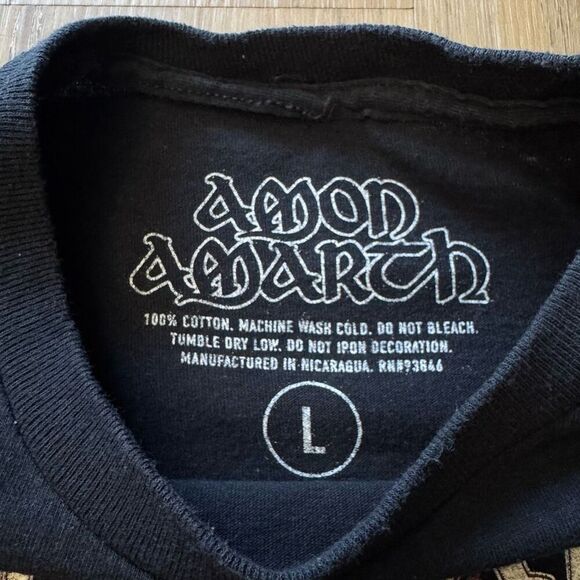 AMON
AMARTH
100% COTTON. MACHINE WASH COLD. DO NOT BLEACH.
TUMBLE DRY LOW. DO NOT IRON DECORATION.
MANUFACTURED IN NICARAGUA. RN#93846
L